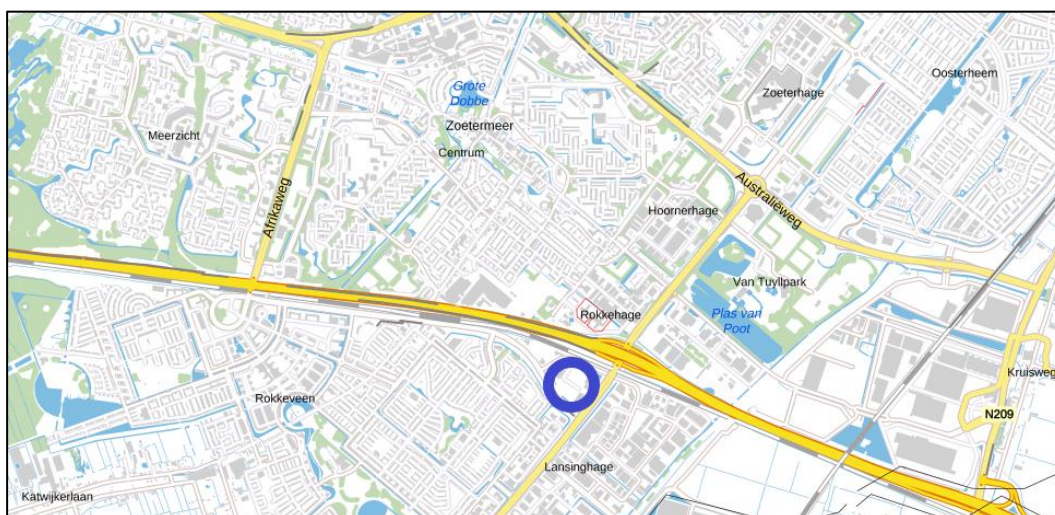 Oosterheem
Grote
Dobbe
Zoeterhage
Meerzicht
Zoetermeer
Centrum
Afrikaweg
Australiëweg
Hoornerhage
Van Tuyllpark
Rokkehage
Plas van
Poot
Kruisweg
Rokkeveen
N209
Lansinghage
Katwijkerlaan